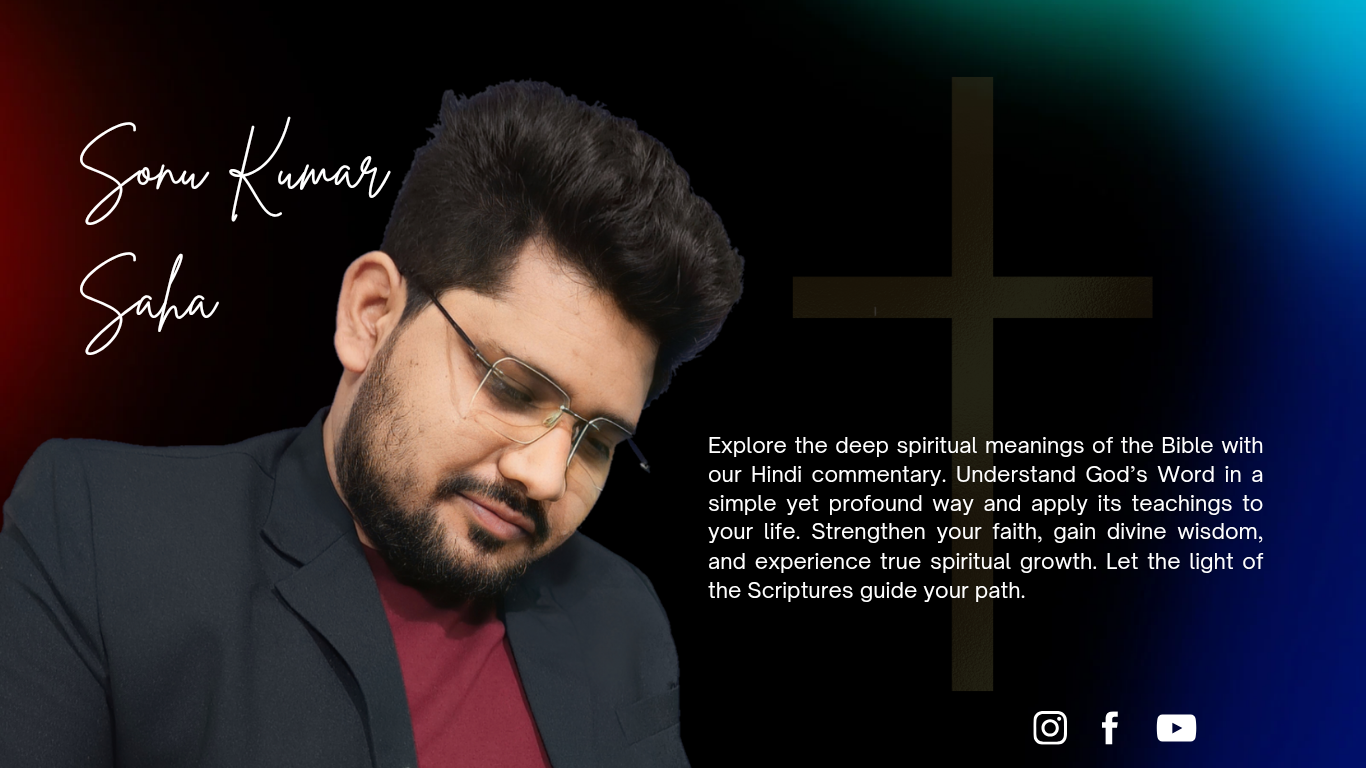 Sonu Kumar
Saha
Explore the deep spiritual meanings of the Bible with
our Hindi commentary. Understand God’s Word in a
simple yet profound way and apply its teachings to
your life. Strengthen your faith, gain divine wisdom,
and experience true spiritual growth. Let the light of
the Scriptures guide your path.